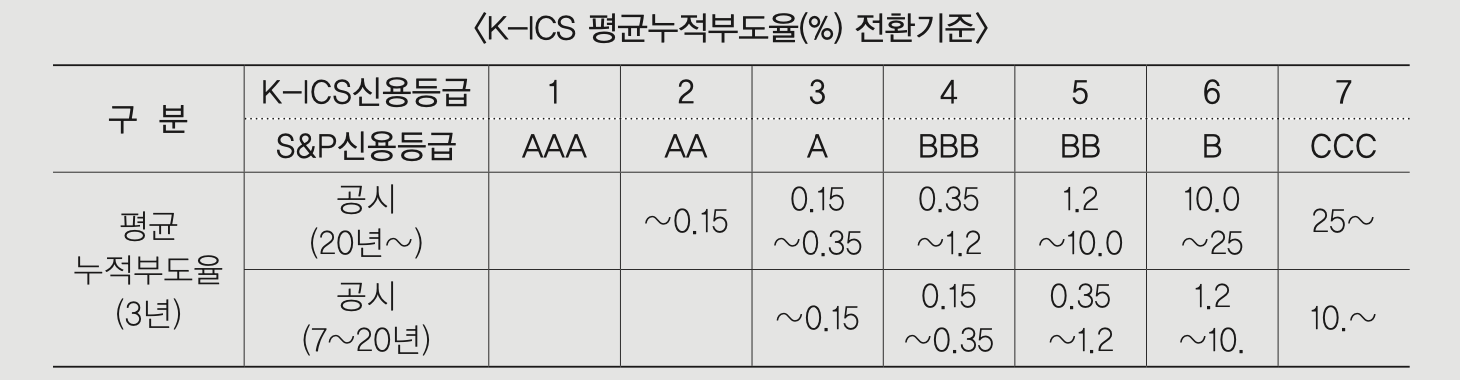 〈K-ICS 평균누적부도율(%) 전환기준〉
구 분 K-ICS신용등급 1 2 3 4 5 6 7
S&P신용등급 AAA AA A BBB BB B CCC
평균
누적부도율
(3년)
공시
(20년~)
~0.15
0.15
~0.35
0.35
~1.2
1.2
~10.0
10.0
~25
25~
공시
(7~20년)
~0.15
0.15
~0.35
0.35
~1.2
1.2
~10.
10.~